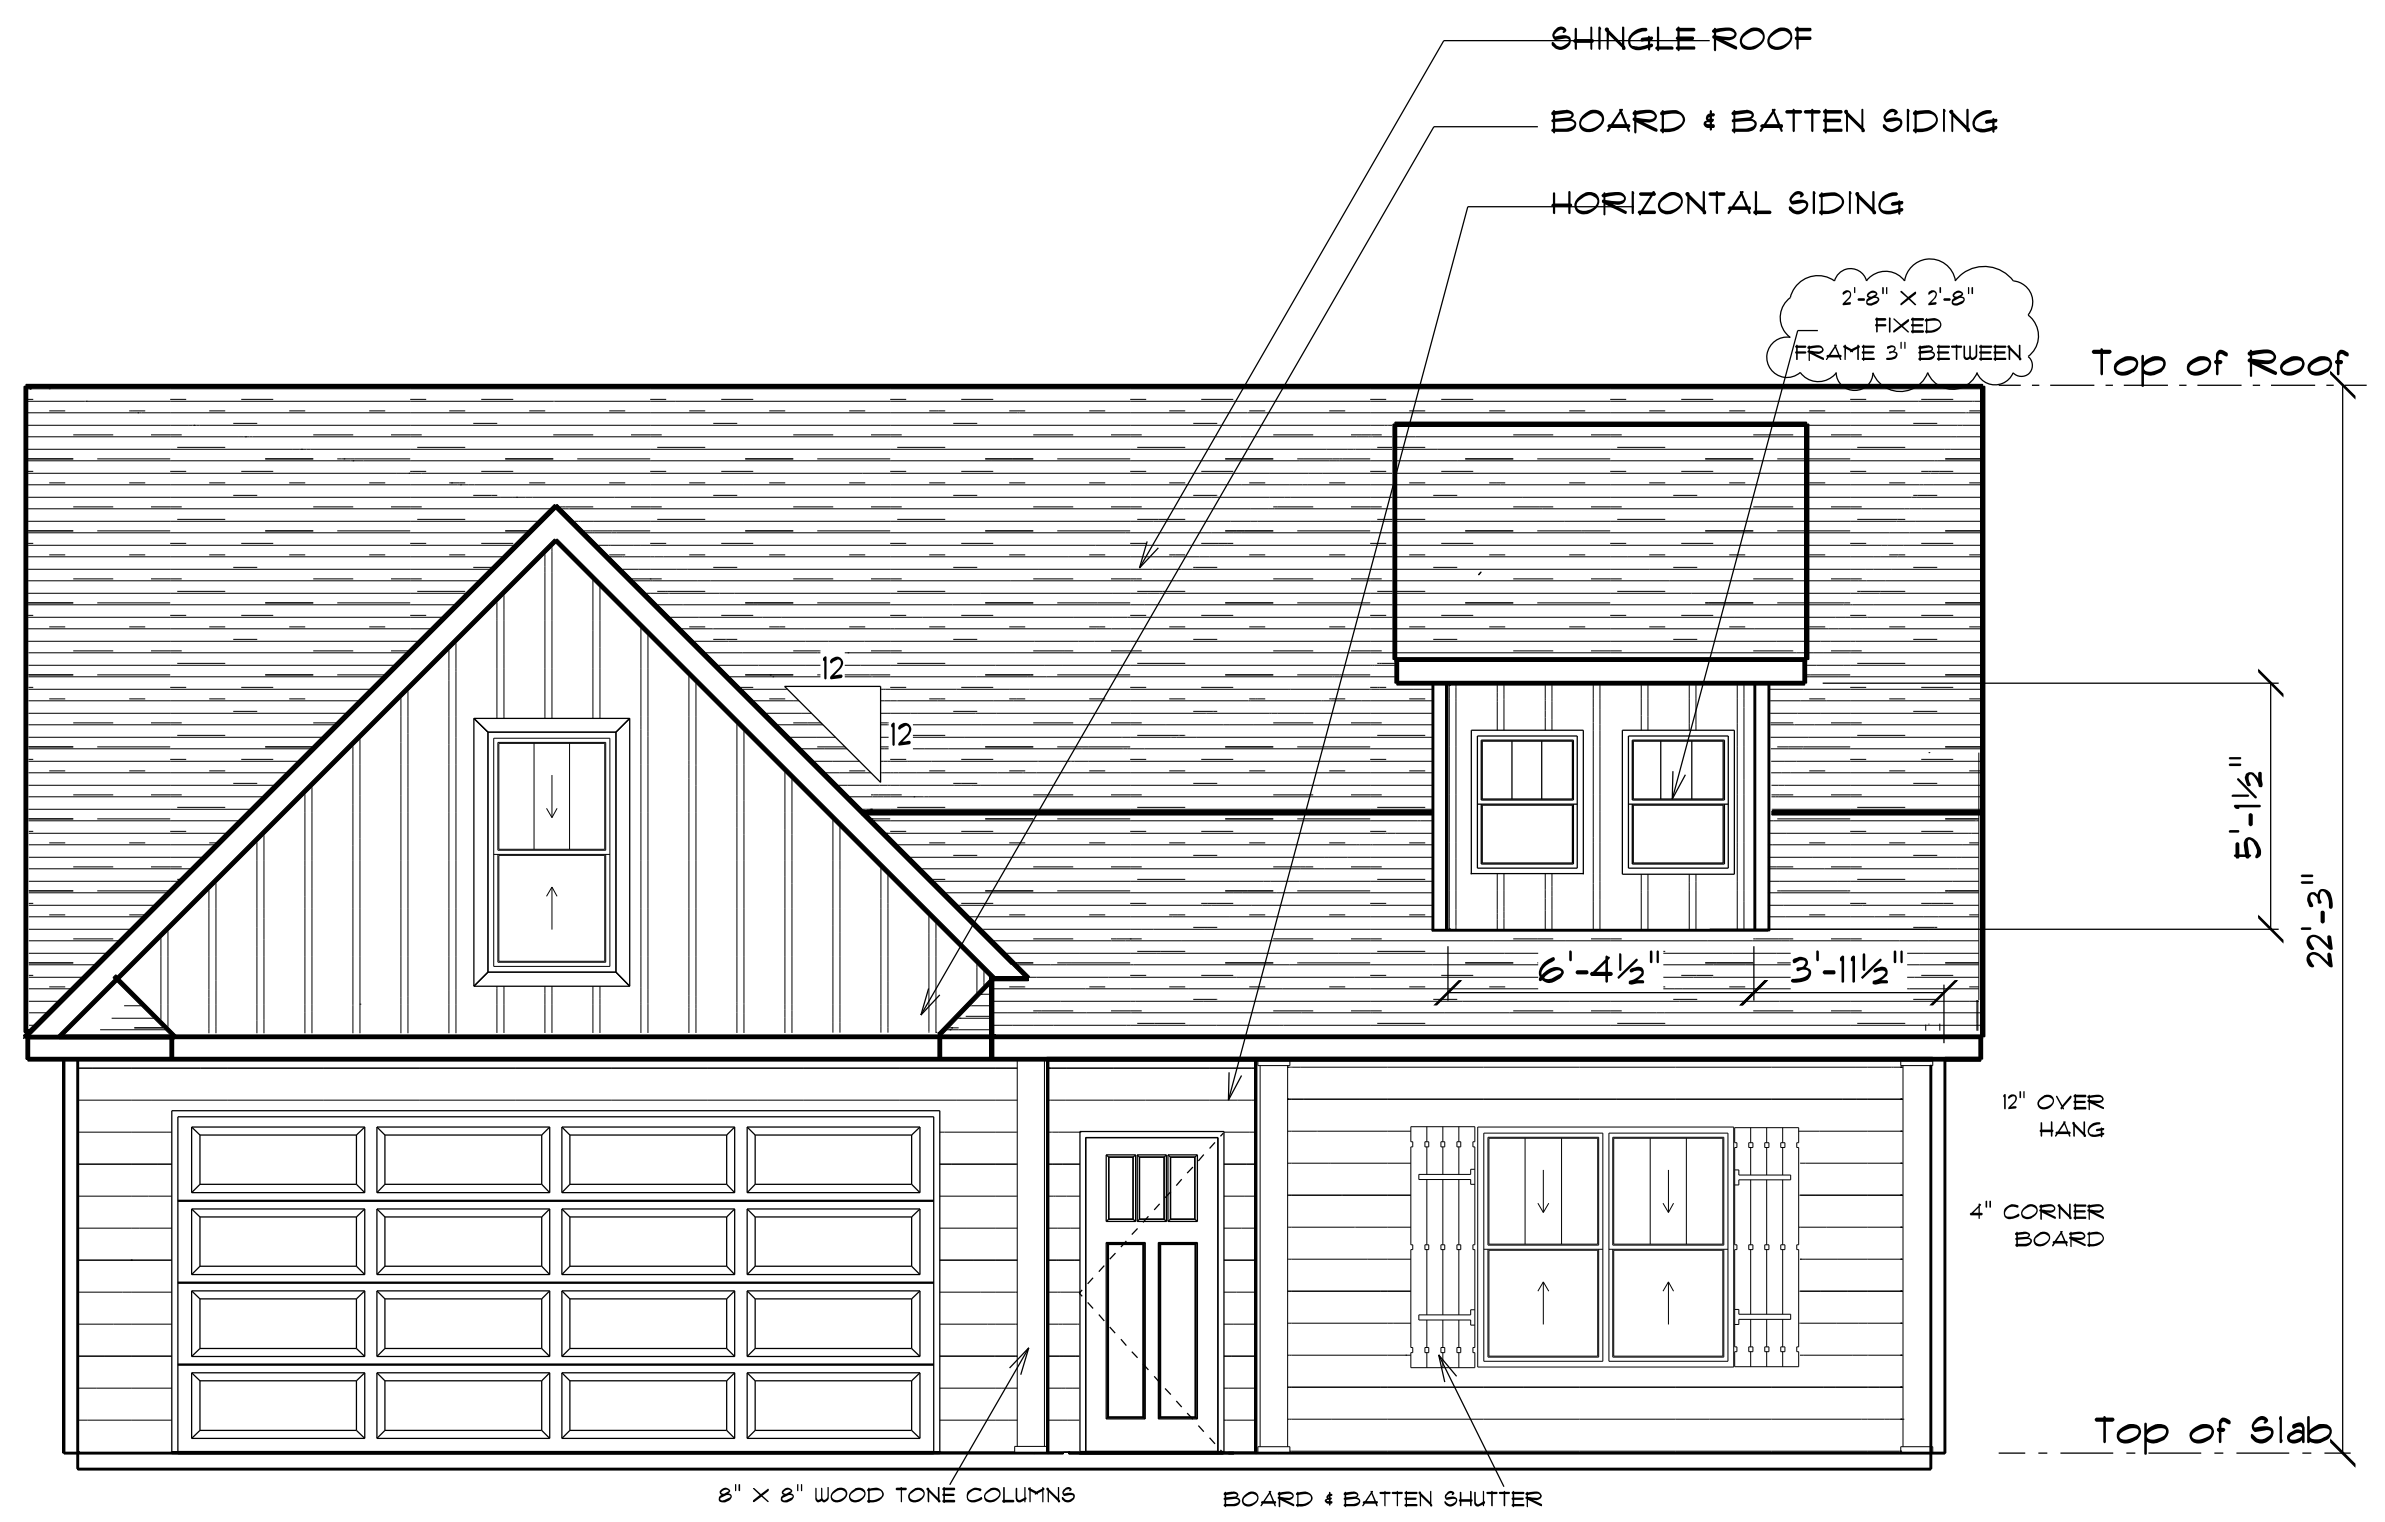 SHINGLE ROOF
BOARD & BATTEN SIDING
HORIZONTAL SIDING
2'-8" X 2'-8"
FIXED
FRAME 3" BETWEEN
Top of Roof
12
12
5'-1½"
22'-3"
6'-4½"
3'-11½"
12" OVER
HANG
4" CORNER
BOARD
Top of Slab
8" X 8" WOOD TONE COLUMNS
BOARD & BATTEN SHUTTER